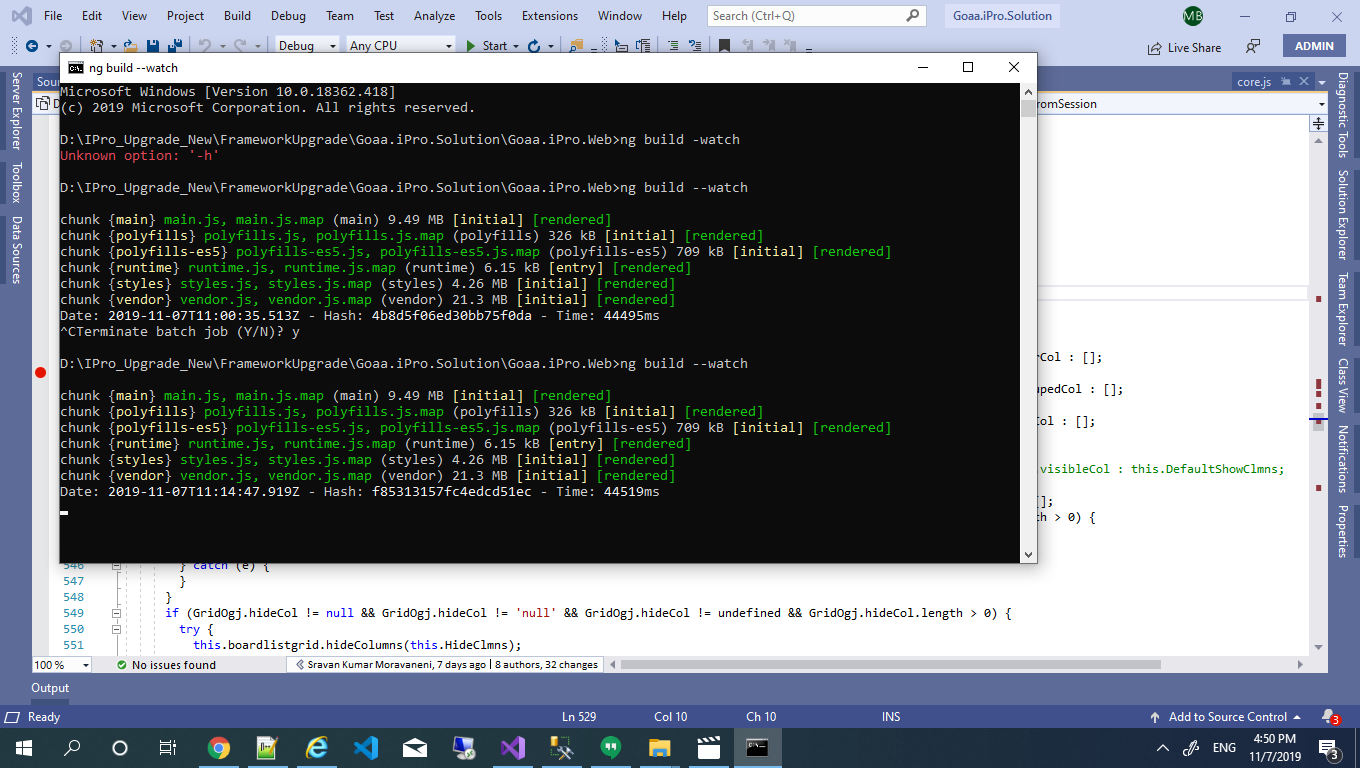 File Edit View Project Build Debug Team Test Analyze Tools Extensions Window Help Search (Ctrl+Q) Goaa.iPro.Solution MB
Debug Any CPU Start Live Share ADMIN
ng build --watch
Server Explorer
Toolbox
Data Sources
Sou
core.js
romSession
Microsoft Windows [Version 10.0.18362.418]
(c) 2019 Microsoft Corporation. All rights reserved.
D:\IPro_Upgrade_New\FrameworkUpgrade\Goaa.iPro.Solution\Goaa.iPro.Web>ng build -watch
Unknown option: '-h'
D:\IPro_Upgrade_New\FrameworkUpgrade\Goaa.iPro.Solution\Goaa.iPro.Web>ng build --watch
chunk {main} main.js, main.js.map (main) 9.49 MB [initial] [rendered]
chunk {polyfills} polyfills.js, polyfills.js.map (polyfills) 326 kB [initial] [rendered]
chunk {polyfills-es5} polyfills-es5.js, polyfills-es5.js.map (polyfills-es5) 709 kB [initial] [rendered]
chunk {runtime} runtime.js, runtime.js.map (runtime) 6.15 kB [entry] [rendered]
chunk {styles} styles.js, styles.js.map (styles) 4.26 MB [initial] [rendered]
chunk {vendor} vendor.js, vendor.js.map (vendor) 21.3 MB [initial] [rendered]
Date: 2019-11-07T11:00:35.513Z - Hash: 4b8d5f06ed30bb75f0da - Time: 44495ms
^CTerminate batch job (Y/N)? y
D:\IPro_Upgrade_New\FrameworkUpgrade\Goaa.iPro.Solution\Goaa.iPro.Web>ng build --watch
chunk {main} main.js, main.js.map (main) 9.49 MB [initial] [rendered]
chunk {polyfills} polyfills.js, polyfills.js.map (polyfills) 326 kB [initial] [rendered]
chunk {polyfills-es5} polyfills-es5.js, polyfills-es5.js.map (polyfills-es5) 709 kB [initial] [rendered]
chunk {runtime} runtime.js, runtime.js.map (runtime) 6.15 kB [entry] [rendered]
chunk {styles} styles.js, styles.js.map (styles) 4.26 MB [initial] [rendered]
chunk {vendor} vendor.js, vendor.js.map (vendor) 21.3 MB [initial] [rendered]
Date: 2019-11-07T11:14:47.919Z - Hash: f85313157fc4edcd51ec - Time: 44519ms
rCol : [];
upedCol : [];
Col : [];
visibleCol : this.DefaultShowClmns;
[];
th > 0) {
Diagnostic Tools
Solution Explorer
Team Explorer
Class View
Notifications
Properties
546 } catch (e) {
547 }
548 }
549 if (GridOgj.hideCol != null && GridOgj.hideCol != 'null' && GridOgj.hideCol != undefined && GridOgj.hideCol.length > 0) {
550 try {
551 this.boardlistgrid.hideColumns(this.HideClmns);
100 % No issues found Sravan Kumar Moravaneni, 7 days ago | 8 authors, 32 changes
Output
Ready Ln 529 Col 10 Ch 10 INS Add to Source Control 3
ENG 4:50 PM
11/7/2019 3